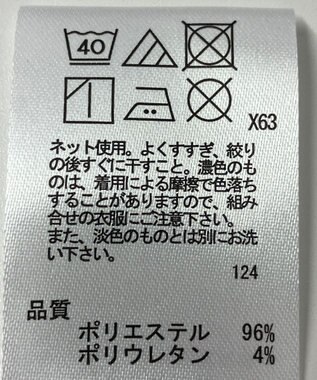 40
X63
ネット使用。よくすすぎ、絞り
の後すぐに干すこと。濃色のも
のは、着用による摩擦で色落ち
することがありますので、組み
合せの衣服にご注意下さい。
また、淡色のものとは別にお洗
い下さい。
124
品質
ポリエステル 96%
ポリウレタン 4%